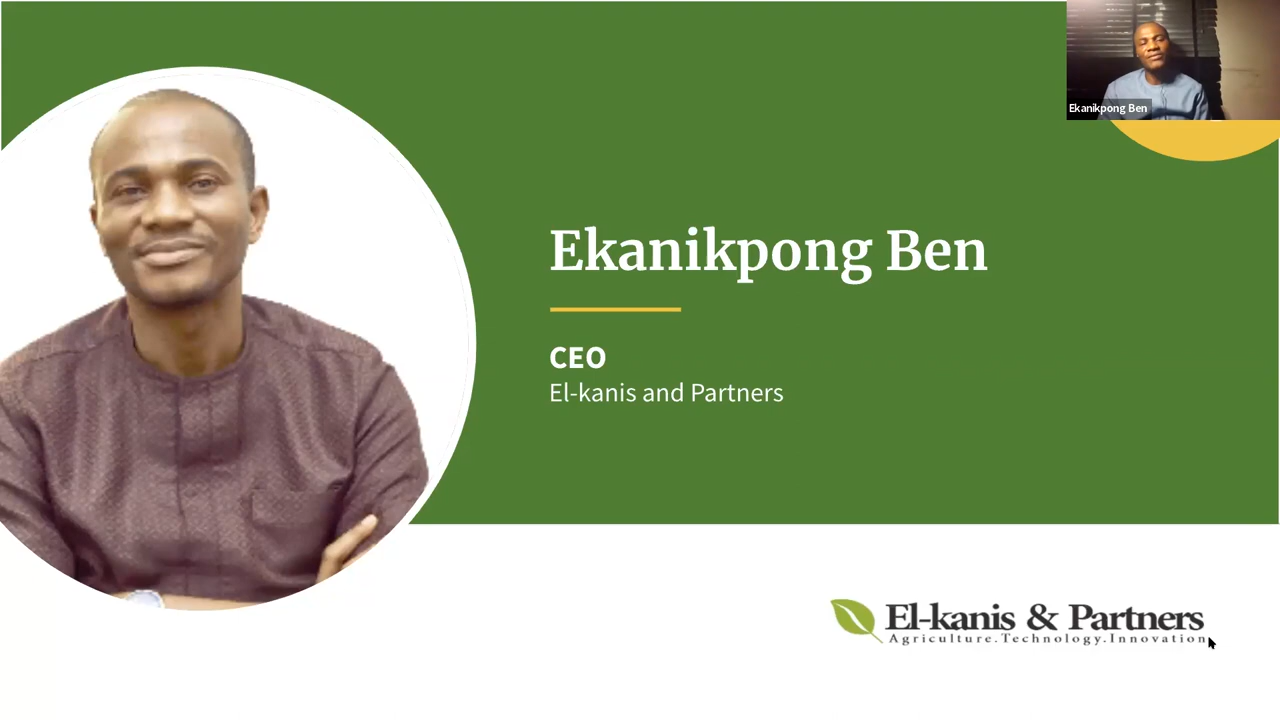 Ekanikpong Ben
Ekanikpong Ben
CEO
El-kanis and Partners
El-kanis & Partners
Agriculture.Technology.Innovation